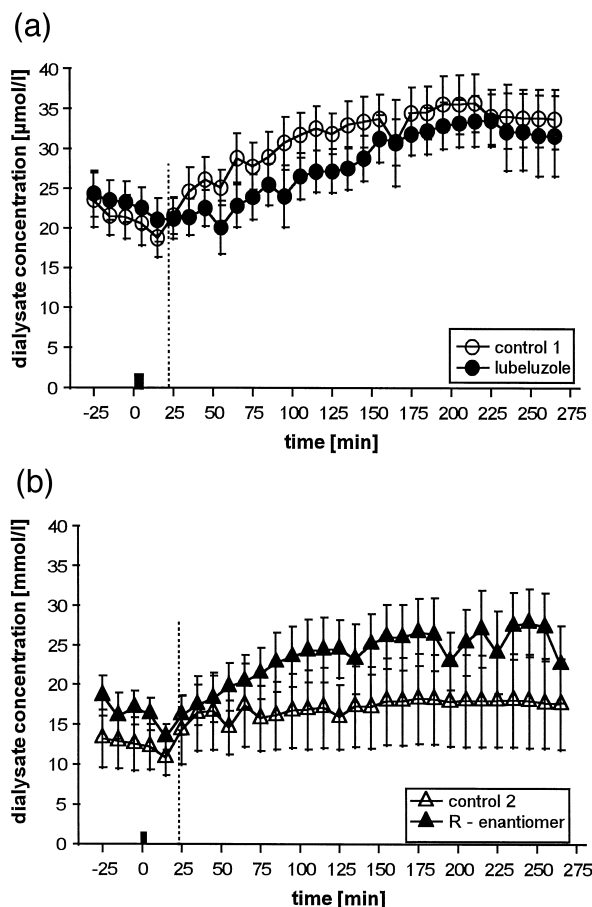 (a)
dialysate concentration [µmol/l]
40
35
30
25
20
15
10
5
0
control 1
lubeluzole
-25 0 25 50 75 100 125 150 175 200 225 250 275
time [min]
(b)
dialysate concentration [mmol/l]
40
35
30
25
20
15
10
5
0
control 2
R - enantiomer
-25 0 25 50 75 100 125 150 175 200 225 250 275
time [min]